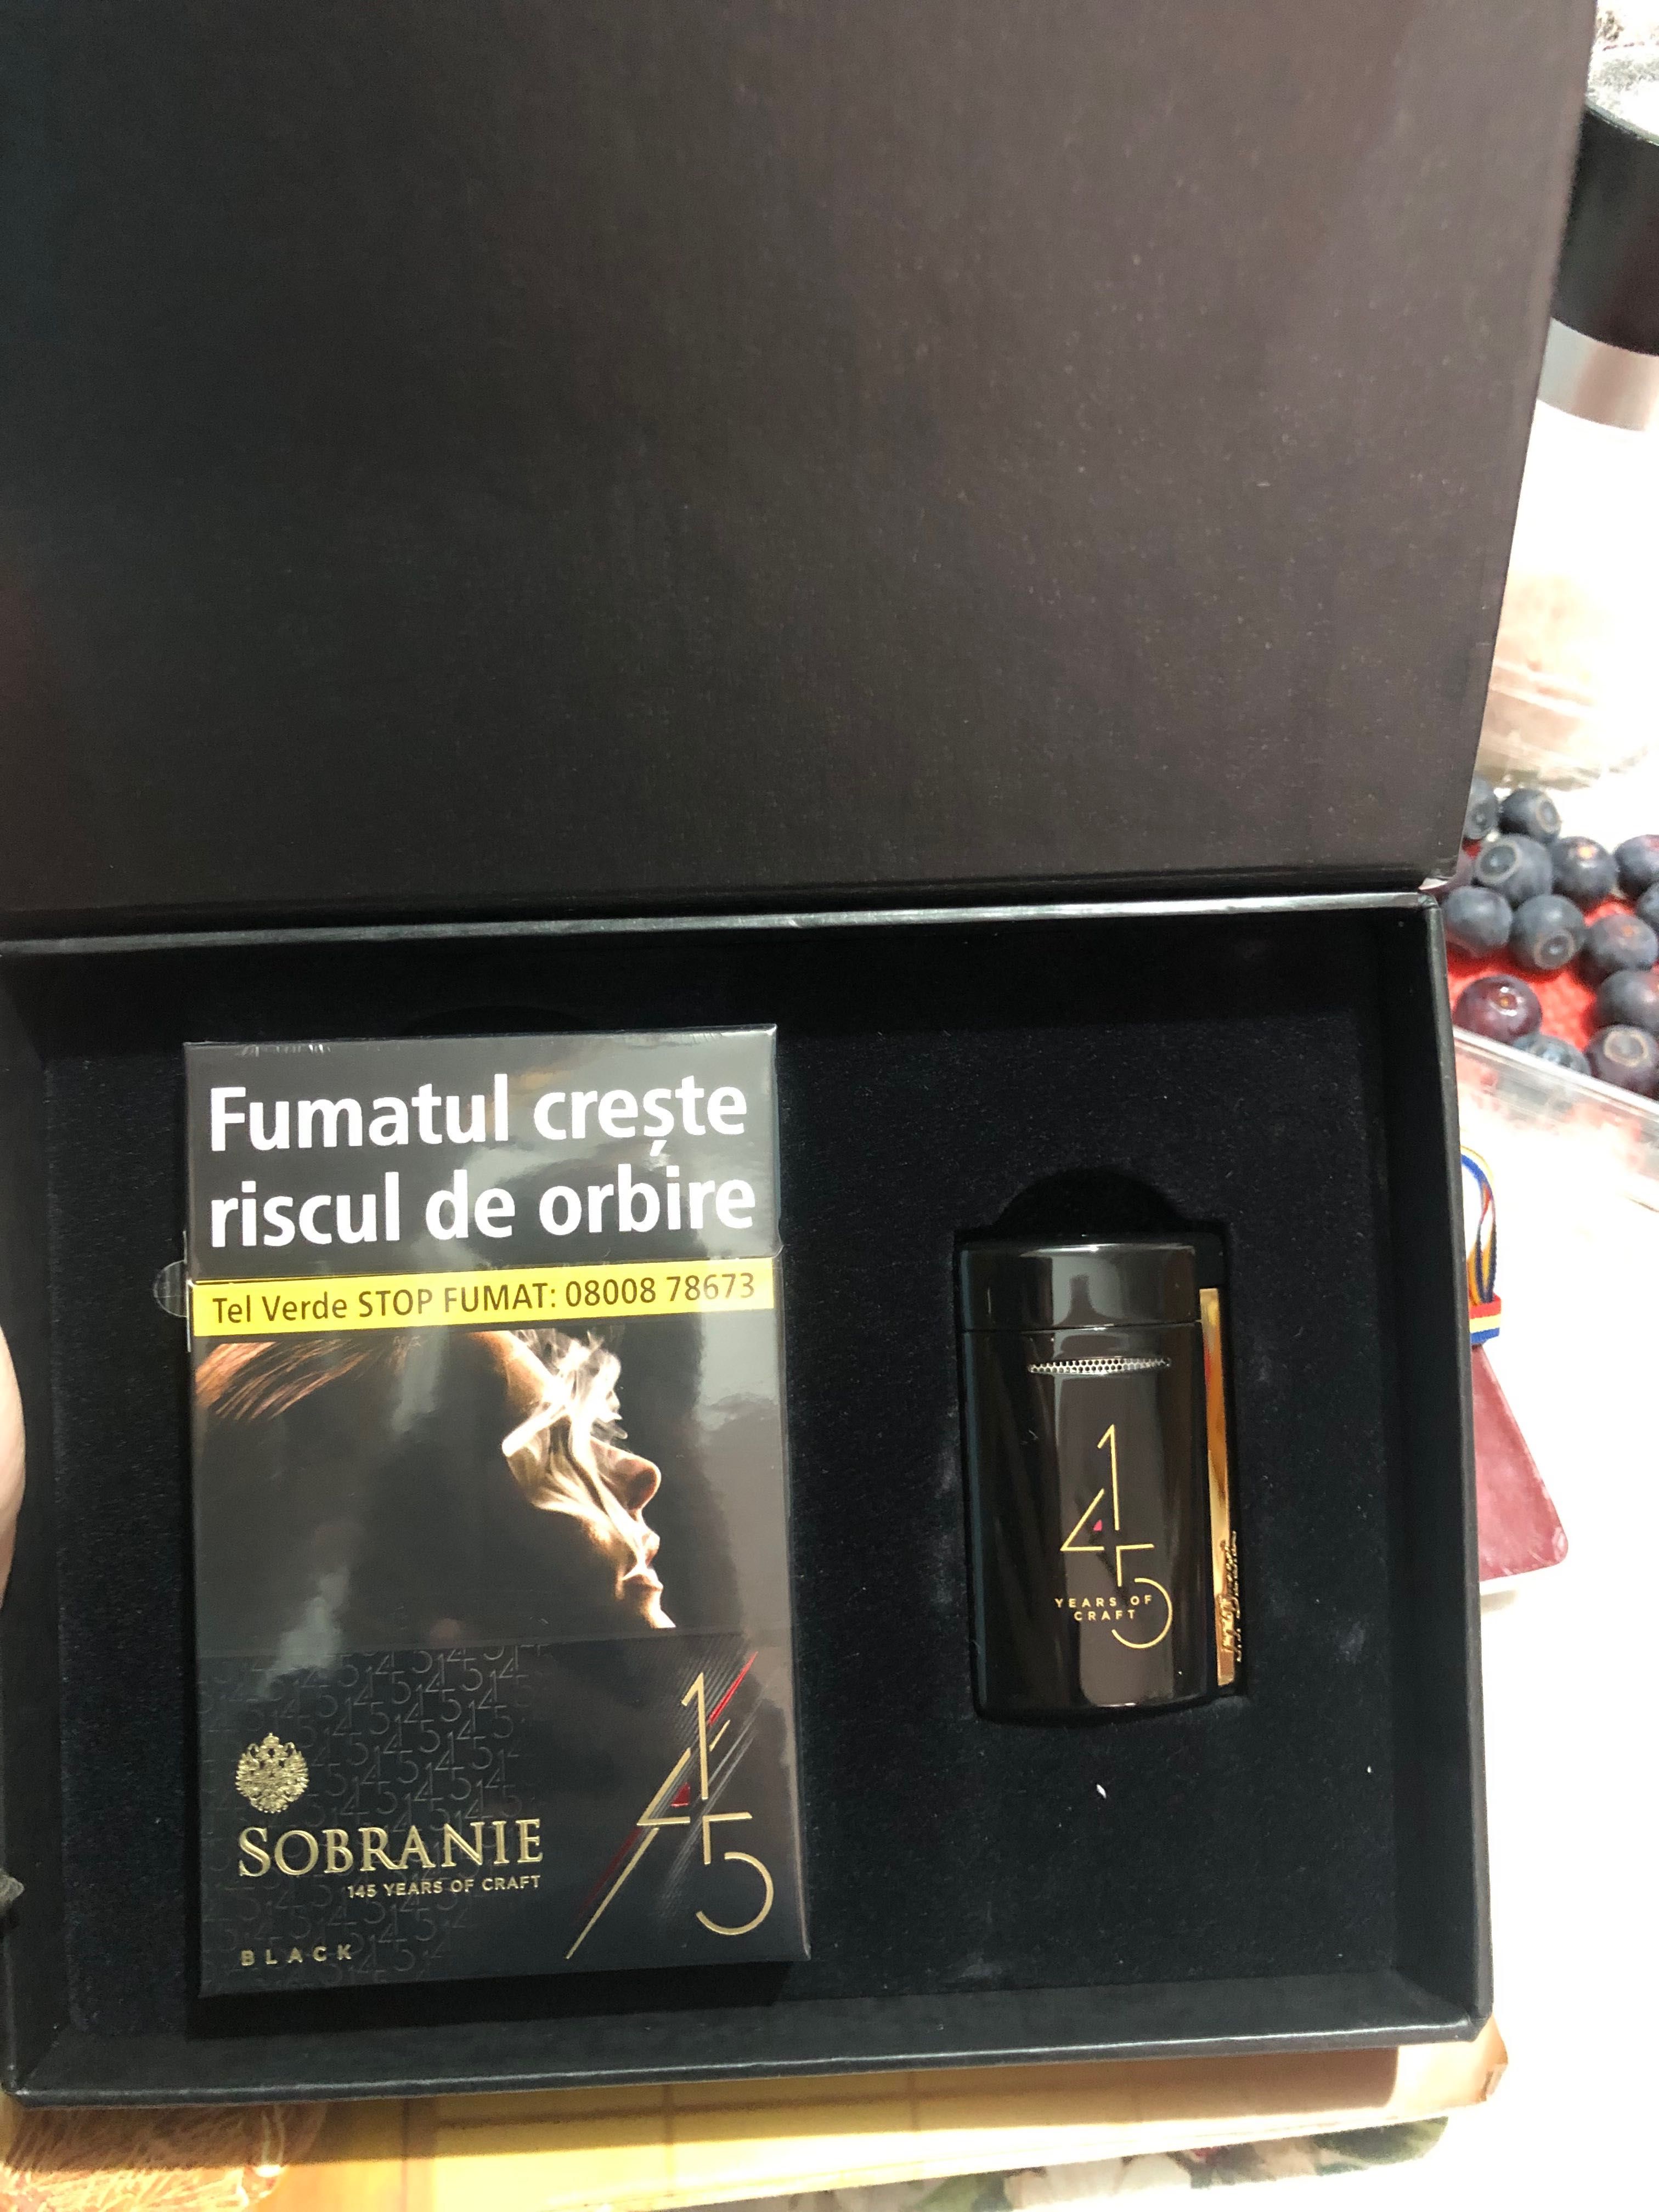 Fumatul crește
riscul de orbire
Tel Verde STOP FUMAT: 08008 78673
145
SOBRANIE
145 YEARS OF CRAFT
BLACK
145
YEARS OF
CRAFT